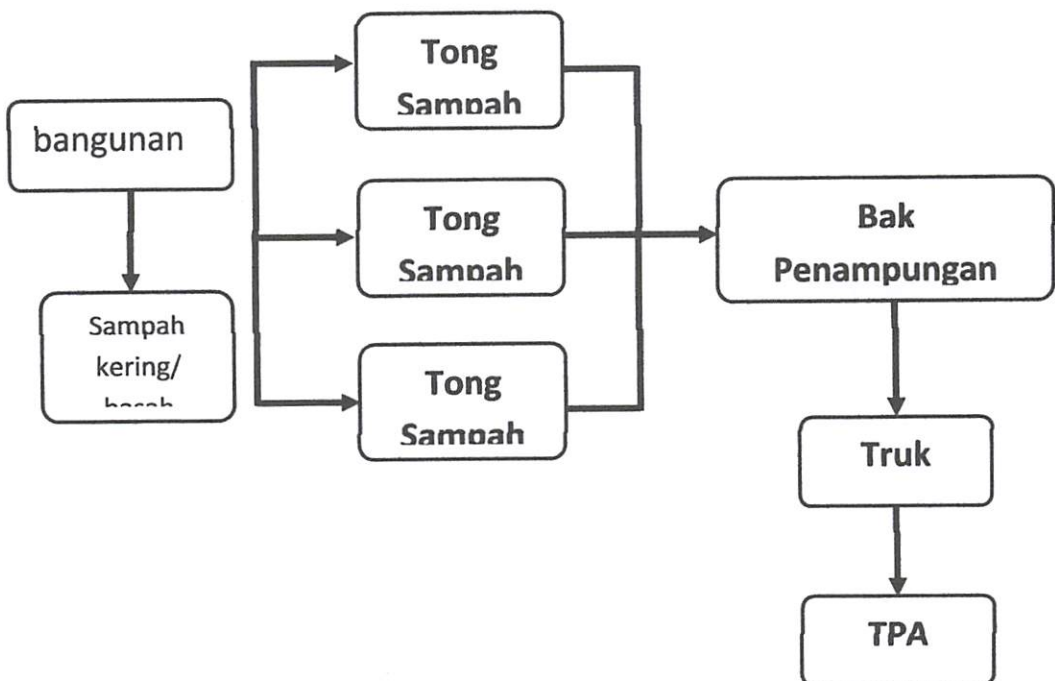 bangunan
Sampah
kering/
Tong
Sampah
Tong
Sampah
Tong
Sampah
Bak
Penampungan
Truk
TPA